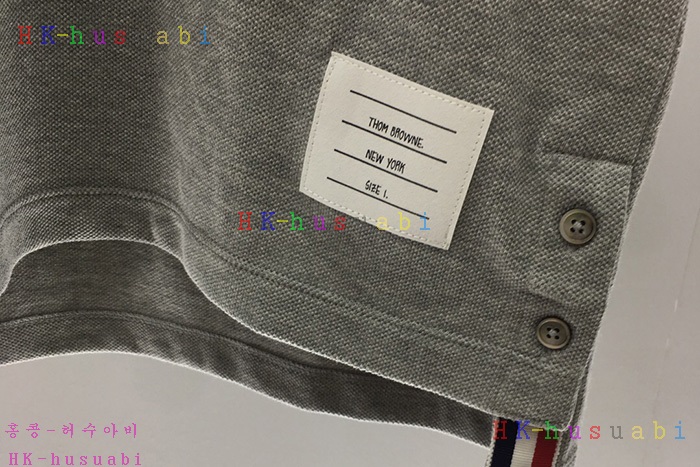 HK-hus abi
THOM BROWNE.
NEW YORK
SIZE 1.
HK-hus abi
HK-husuabi
홍콩-허수아비
HK-husuabi